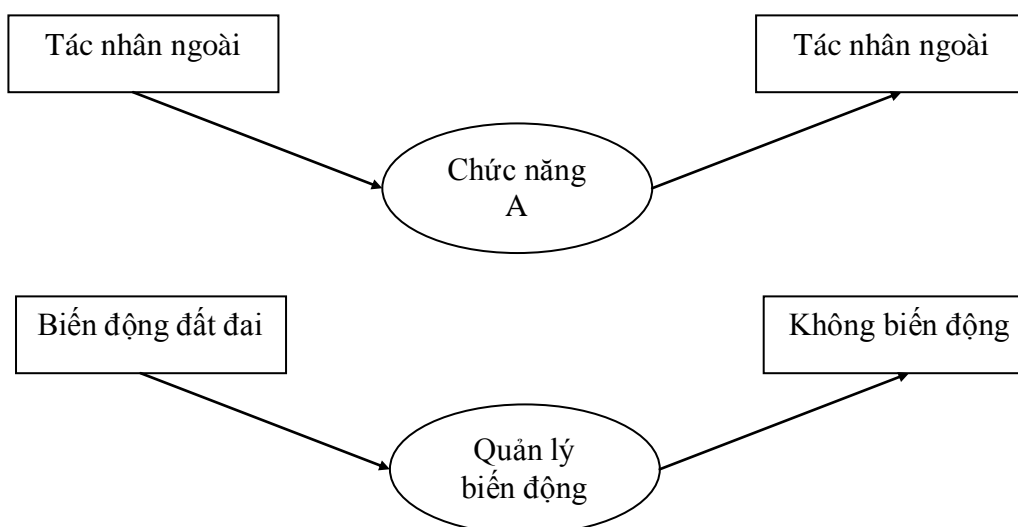 Tác nhân ngoài
Tác nhân ngoài
Chức năng
A
Biến động đất đai
Không biến động
Quản lý
biến động